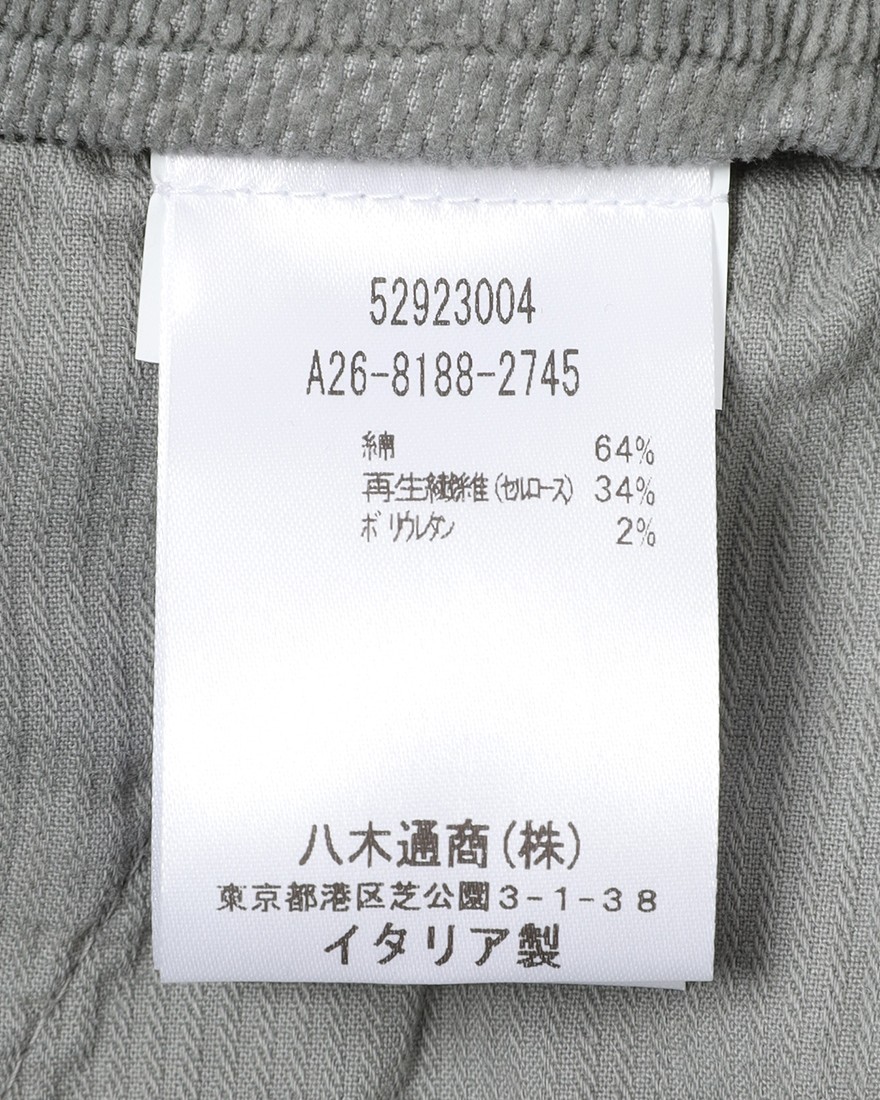 52923004
A26-8188-2745
綿 64%
再生繊維(セルロース) 34%
ポリウレタン 2%
八木通商(株)
東京都港区芝公園3-1-38
イタリア製